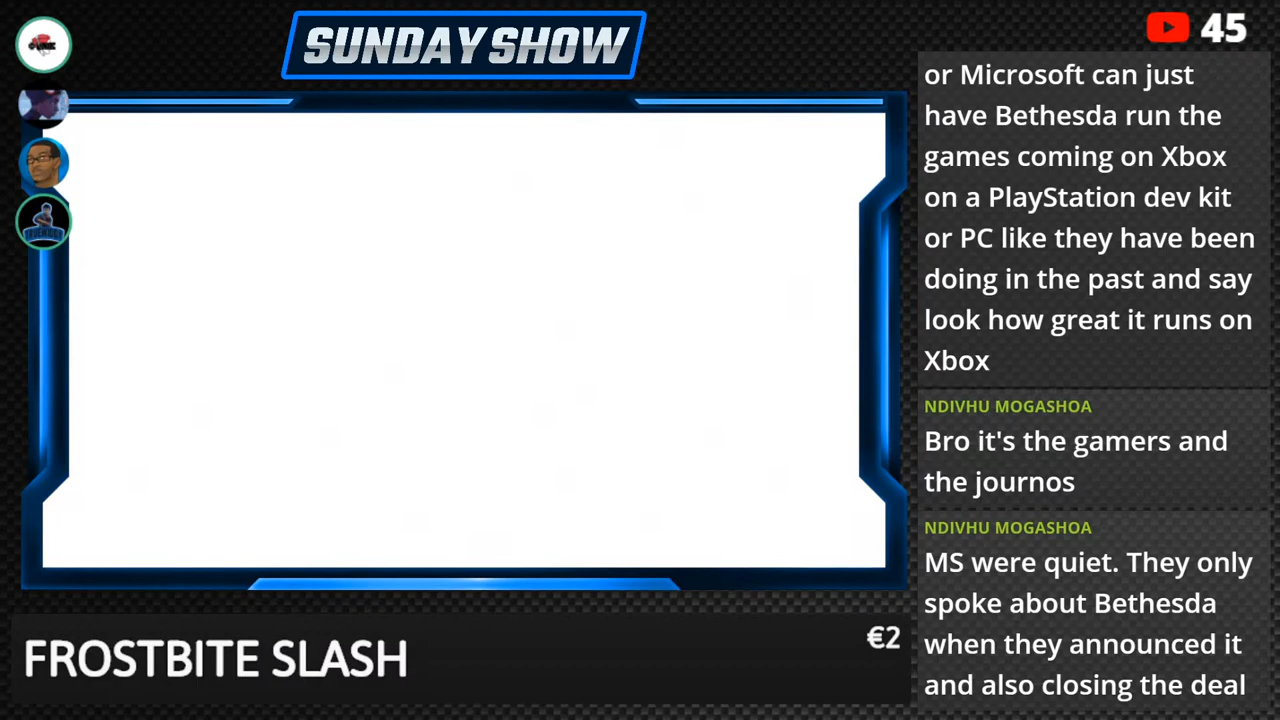 SUNDAY SHOW
45
or Microsoft can just
have Bethesda run the
games coming on Xbox
on a PlayStation dev kit
or PC like they have been
doing in the past and say
look how great it runs on
Xbox
NDIVHU MOGASHOA
Bro it's the gamers and
the journos
NDIVHU MOGASHOA
MS were quiet. They only
spoke about Bethesda
when they announced it
and also closing the deal
FROSTBITE SLASH
€2